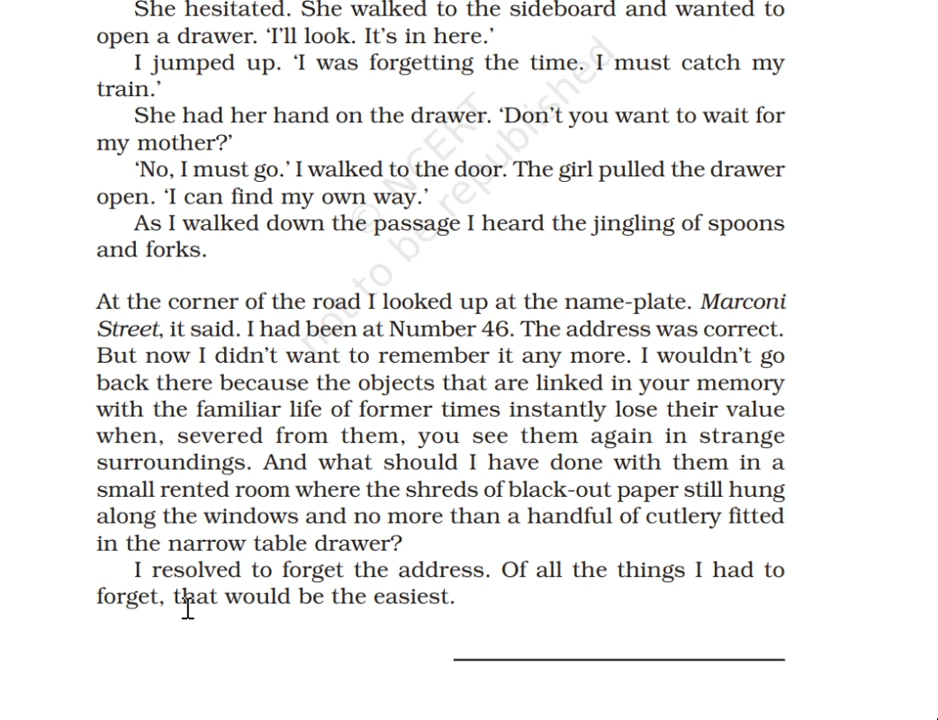 She hesitated. She walked to the sideboard and wanted to
open a drawer. ‘I’ll look. It’s in here.’
I jumped up. ‘I was forgetting the time. I must catch my
train.’
She had her hand on the drawer. ‘Don’t you want to wait for
my mother?’
‘No, I must go.’ I walked to the door. The girl pulled the drawer
open. ‘I can find my own way.’
As I walked down the passage I heard the jingling of spoons
and forks.
At the corner of the road I looked up at the name-plate. Marconi
Street, it said. I had been at Number 46. The address was correct.
But now I didn’t want to remember it any more. I wouldn’t go
back there because the objects that are linked in your memory
with the familiar life of former times instantly lose their value
when, severed from them, you see them again in strange
surroundings. And what should I have done with them in a
small rented room where the shreds of black-out paper still hung
along the windows and no more than a handful of cutlery fitted
in the narrow table drawer?
I resolved to forget the address. Of all the things I had to
forget, that would be the easiest.
© NCERT
not to be republished